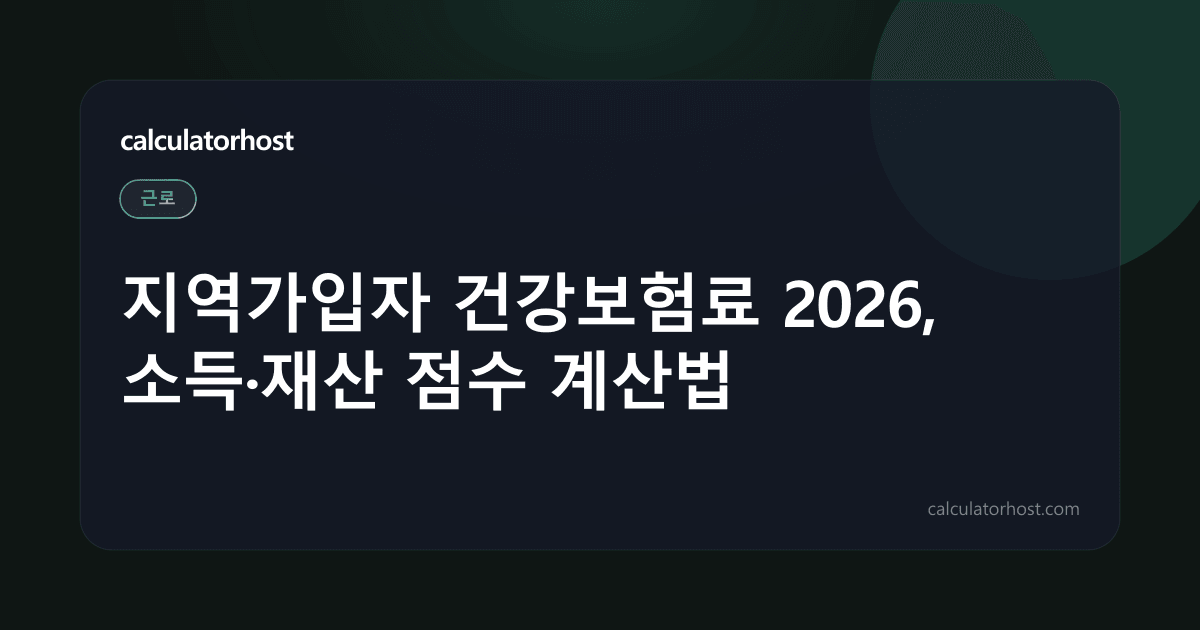 calculatorhost
근로
지역가입자 건강보험료 2026,
소득·재산 점수 계산법
calculatorhost.com